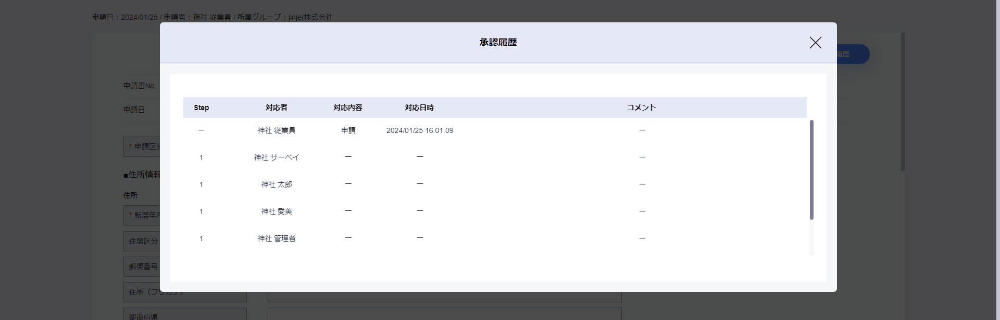 申請日：2024/01/25 / 申請者：神社 従業員 / 所属グループ：jinjer株式会社
承認履歴
履歴
申請書No.
申請日
* 申請区分
■住所情報
住所
* 転居年月
住居区分
郵便番号
住所（フリガナ）
都道府県
Step 対応者 対応内容 対応日時 コメント
ー 神社 従業員 申請 2024/01/25 16:01:09 ー
1 神社 サーベイ ー ー ー
1 神社 太郎 ー ー ー
1 神社 愛美 ー ー ー
1 神社 管理者 ー ー ー